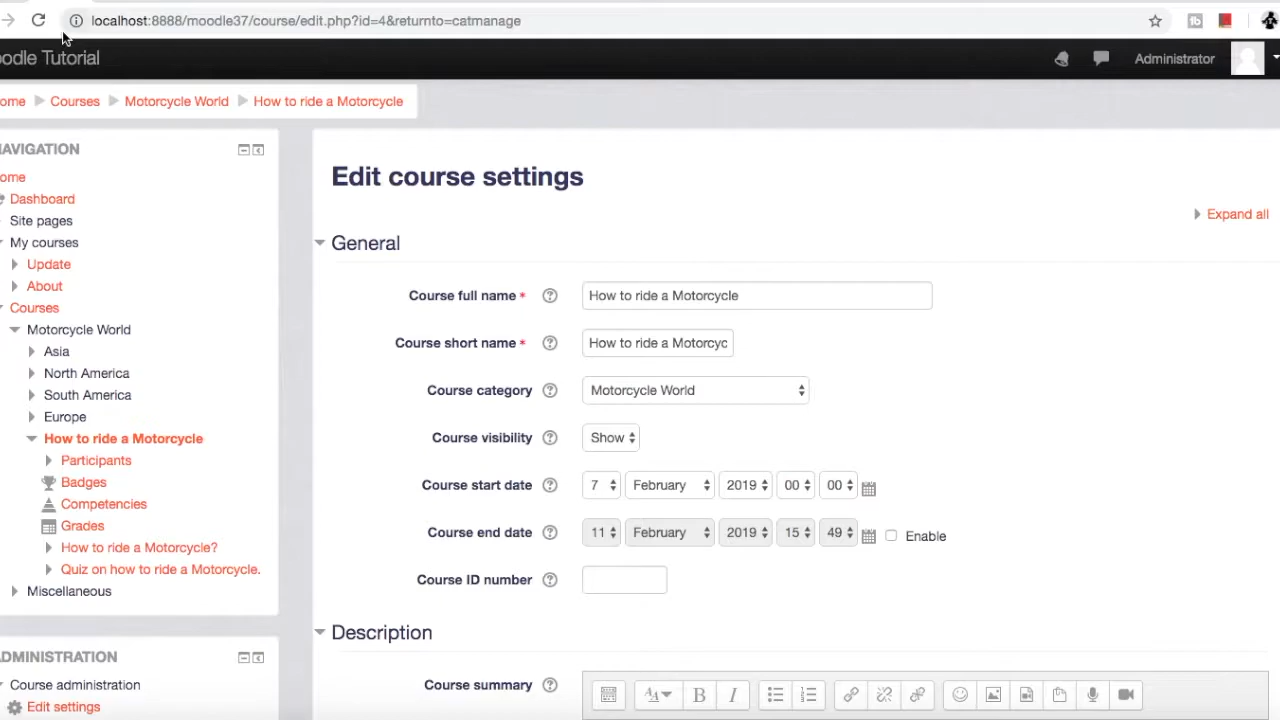 localhost:8888/moodle37/course/edit.php?id=4&returnto=catmanage
oodle Tutorial
Administrator
ome Courses Motorcycle World How to ride a Motorcycle
AVIGATION
ome
Dashboard
Site pages
My courses
Update
About
Courses
Motorcycle World
Asia
North America
South America
Europe
How to ride a Motorcycle
Participants
Badges
Competencies
Grades
How to ride a Motorcycle?
Quiz on how to ride a Motorcycle.
Miscellaneous
DMINISTRATION
Course administration
Edit settings
Edit course settings
Expand all
General
Course full name * How to ride a Motorcycle
Course short name * How to ride a Motorcyc
Course category Motorcycle World
Course visibility Show
Course start date 7 February 2019 00 00
Course end date 11 February 2019 15 49 Enable
Course ID number
Description
Course summary